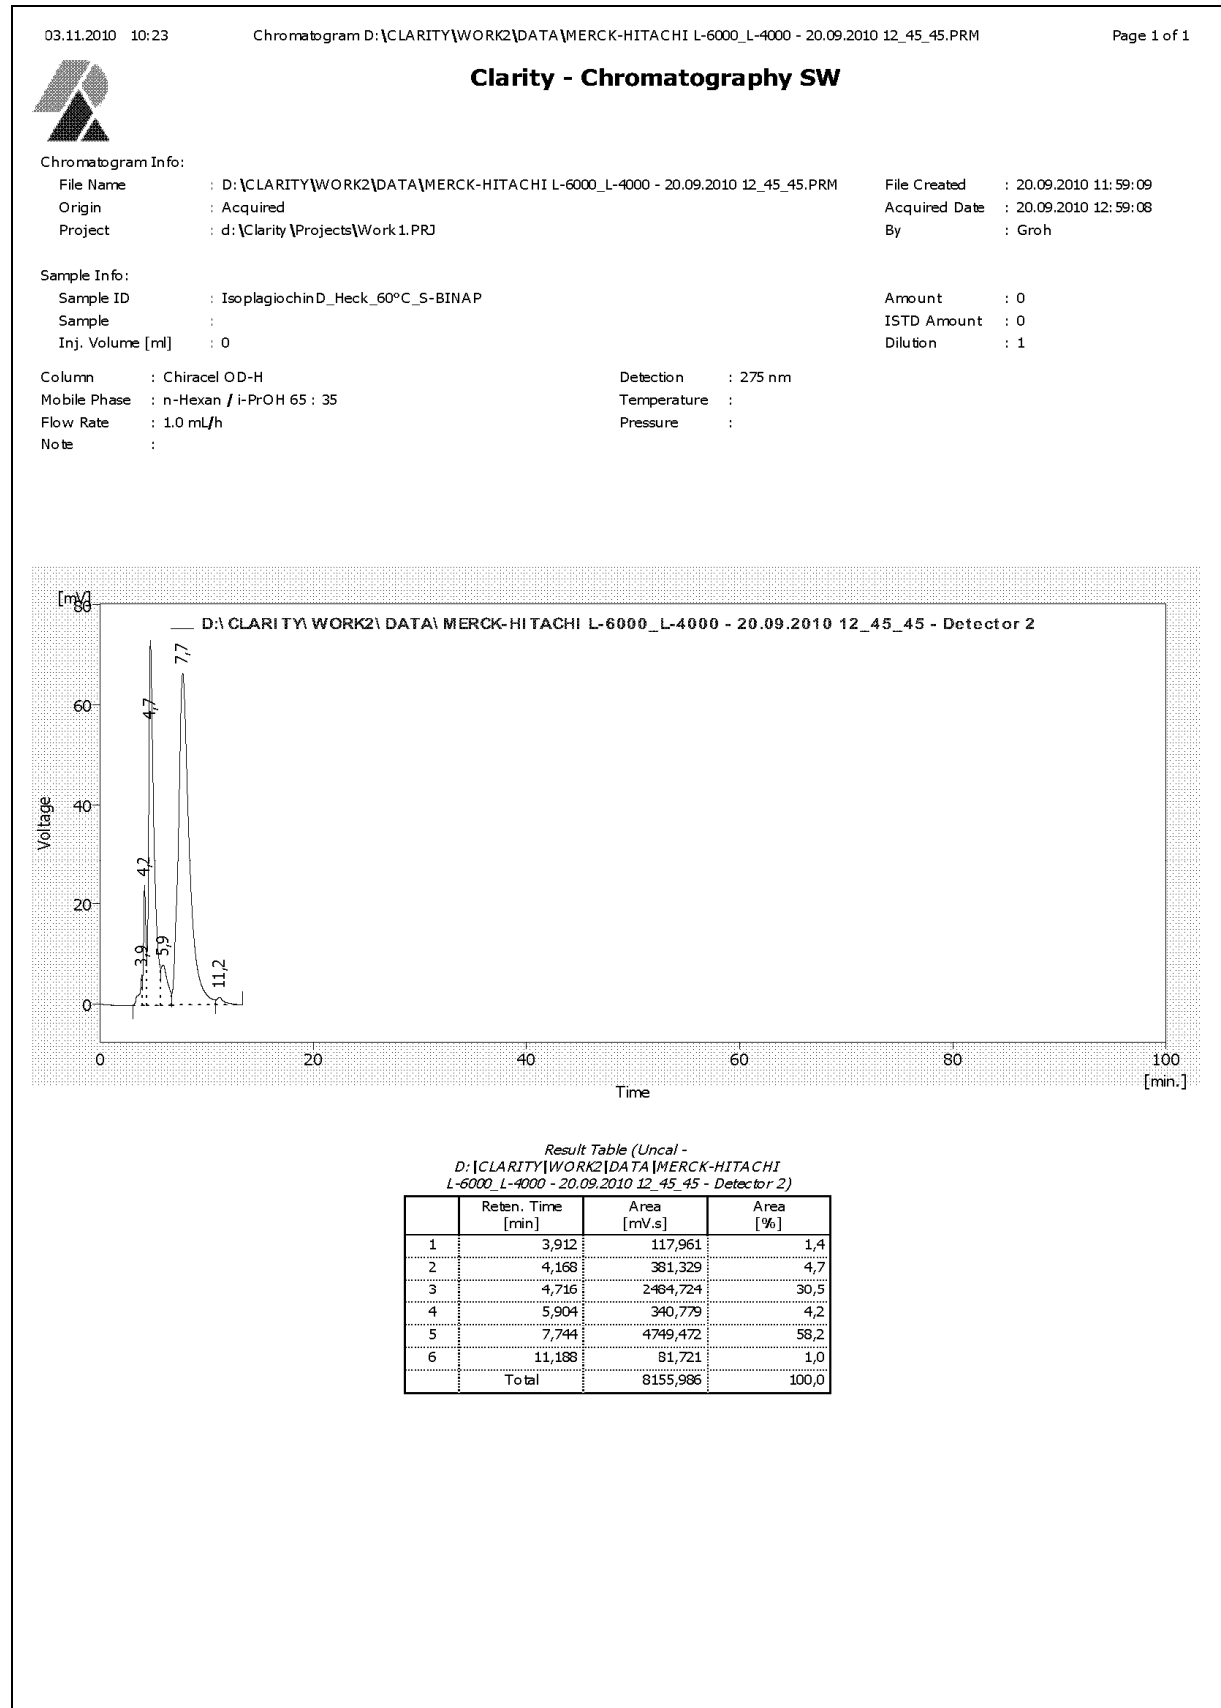 03.11.2010 10:23 Chromatogram D:\CLARITY\WORK2\DATA\MERCK-HITACHI L-6000_L-4000 - 20.09.2010 12_45_45.PRM Page 1 of 1
Clarity - Chromatography SW
Chromatogram Info:
File Name : D:\CLARITY\WORK2\DATA\MERCK-HITACHI L-6000_L-4000 - 20.09.2010 12_45_45.PRM File Created : 20.09.2010 11:59:09
Origin : Acquired Acquired Date : 20.09.2010 12:59:08
Project : d:\Clarity\Projects\Work1.PRJ By : Groh
Sample Info:
Sample ID : IsoplagiochinD_Heck_60°C_S-BINAP Amount : 0
Sample : ISTD Amount : 0
Inj. Volume [ml] : 0 Dilution : 1
Column : Chiracel OD-H Detection : 275 nm
Mobile Phase : n-Hexan / i-PrOH 65 : 35 Temperature :
Flow Rate : 1.0 mL/h Pressure :
Note :
[mV]
D:\CLARITY\WORK2\DATA\MERCK-HITACHI L-6000_L-4000 - 20.09.2010 12_45_45 - Detector 2
80
60
40
20
0
Voltage
3,9
4,2
4,7
5,9
7,7
11,2
0 20 40 60 80 100
[min.]
Time
Result Table (Uncal -
D:\CLARITY\WORK2\DATA\MERCK-HITACHI
L-6000_L-4000 - 20.09.2010 12_45_45 - Detector 2)
Reten. Time Area Area
[min] [mV.s] [%]
1 3,912 117,961 1,4
2 4,168 381,329 4,7
3 4,716 2484,724 30,5
4 5,904 340,779 4,2
5 7,744 4749,472 58,2
6 11,188 81,721 1,0
Total 8155,986 100,0